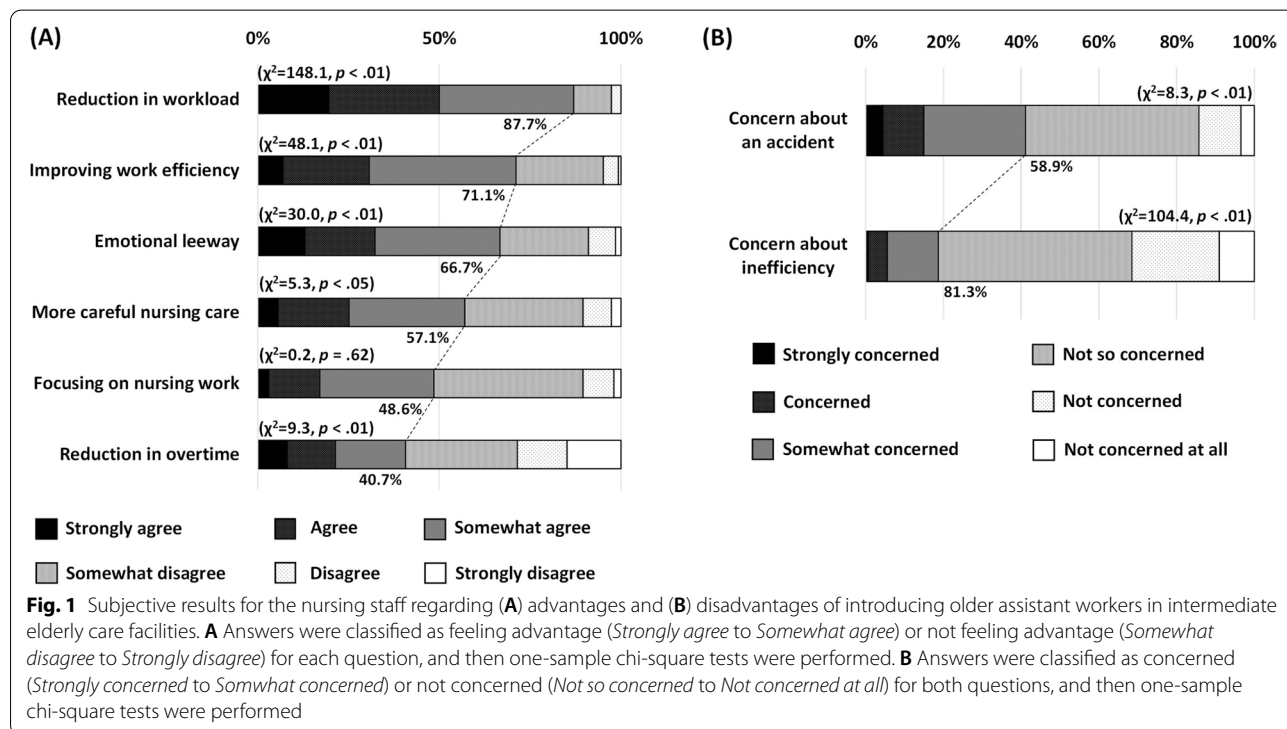 (A)
0% 50% 100%
(χ²=148.1, p < .01)
Reduction in workload
87.7%
(χ²=48.1, p < .01)
Improving work efficiency
71.1%
(χ²=30.0, p < .01)
Emotional leeway
66.7%
(χ²=5.3, p < .05)
More careful nursing care
57.1%
(χ²=0.2, p = .62)
Focusing on nursing work
48.6%
(χ²=9.3, p < .01)
Reduction in overtime
40.7%
Strongly agree Agree Somewhat agree
Somewhat disagree Disagree Strongly disagree
(B)
0% 20% 40% 60% 80% 100%
(χ²=8.3, p < .01)
Concern about
an accident
58.9%
(χ²=104.4, p < .01)
Concern about
inefficiency
81.3%
Strongly concerned Not so concerned
Concerned Not concerned
Somewhat concerned Not concerned at all
Fig. 1 Subjective results for the nursing staff regarding (A) advantages and (B) disadvantages of introducing older assistant workers in intermediate
elderly care facilities. A Answers were classified as feeling advantage (Strongly agree to Somewhat agree) or not feeling advantage (Somewhat
disagree to Strongly disagree) for each question, and then one-sample chi-square tests were performed. B Answers were classified as concerned
(Strongly concerned to Somwhat concerned) or not concerned (Not so concerned to Not concerned at all) for both questions, and then one-sample
chi-square tests were performed